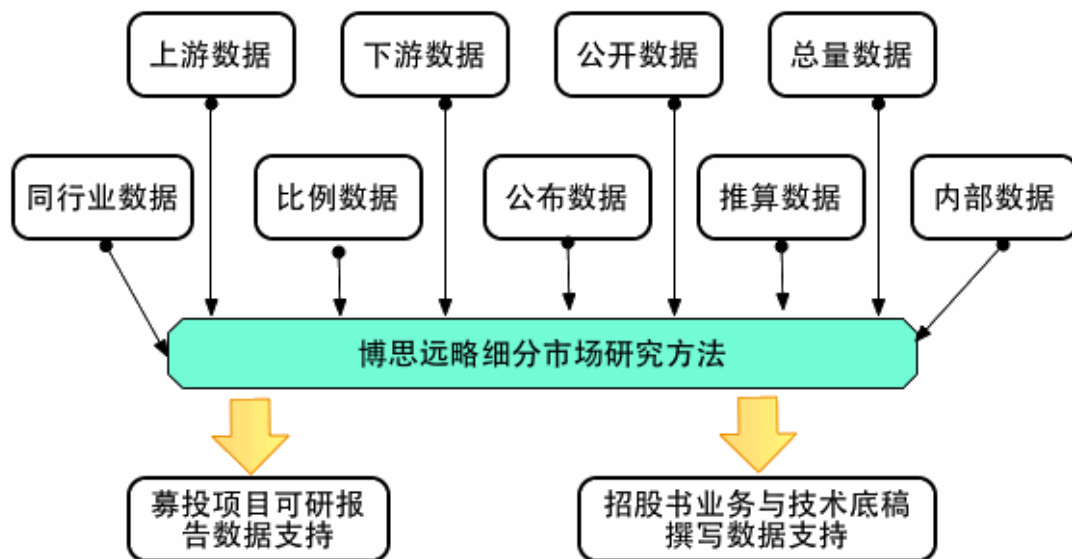 上游数据
下游数据
公开数据
总量数据
同行业数据
比例数据
公布数据
推算数据
内部数据
博思远略细分市场研究方法
募投项目可研报
告数据支持
招股书业务与技术底稿
撰写数据支持